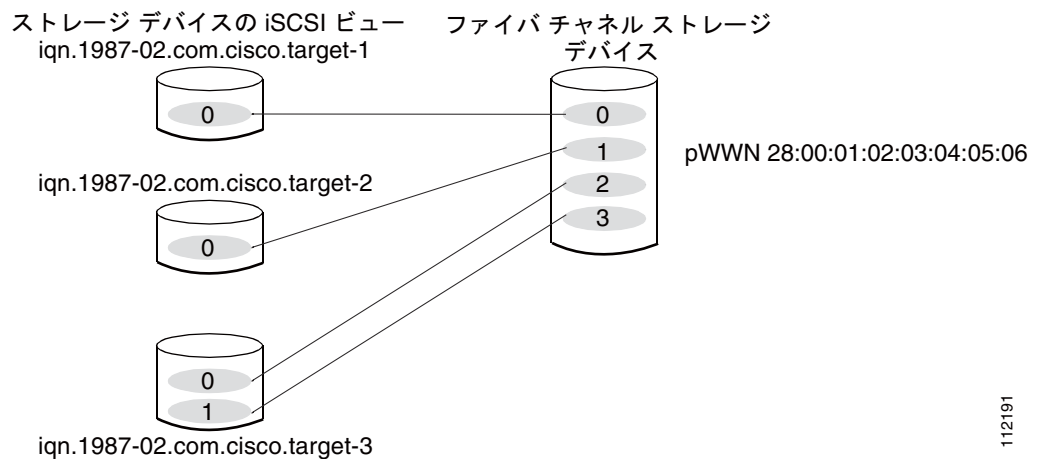 ストレージ デバイスの iSCSI ビュー
iqn.1987-02.com.cisco.target-1
0
iqn.1987-02.com.cisco.target-2
0
0
1
iqn.1987-02.com.cisco.target-3
ファイバ チャネル ストレージ
デバイス
0
1
2
3
pWWN 28:00:01:02:03:04:05:06
112191